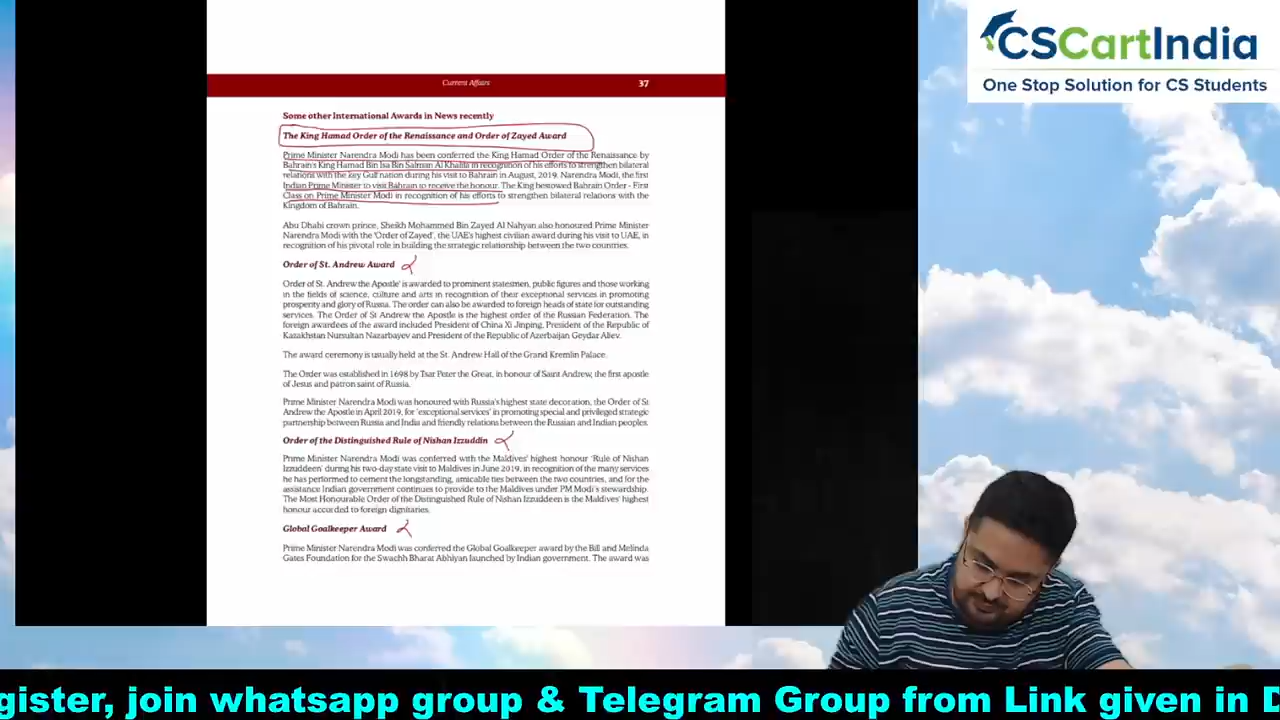 Current Affairs 37
CSCartIndia
One Stop Solution for CS Students
Some other International Awards in News recently
The King Hamad Order of the Renaissance and Order of Zayed Award
Prime Minister Narendra Modi has been conferred the King Hamad Order of the Renaissance by
Bahrain's King Hamad Bin Isa Bin Salman Al Khalifa in recognition of his efforts to strengthen bilateral
relations with the key Gulf nation during his visit to Bahrain in August, 2019. Narendra Modi, the first
Indian Prime Minister to visit Bahrain to receive the honour. The King bestowed Bahrain Order - First
Class on Prime Minister Modi in recognition of his efforts to strengthen bilateral relations with the
Kingdom of Bahrain.
Abu Dhabi crown prince, Sheikh Mohammed Bin Zayed Al Nahyan also honoured Prime Minister
Narendra Modi with the 'Order of Zayed', the UAE's highest civilian award during his visit to UAE, in
recognition of his pivotal role in building the strategic relationship between the two countries.
Order of St. Andrew Award
Order of St. Andrew the Apostle' is awarded to prominent statesmen, public figures and those working
in the fields of science, culture and arts in recognition of their exceptional services in promoting
prosperity and glory of Russia. The order can also be awarded to foreign heads of state for outstanding
services. The Order of St Andrew the Apostle is the highest order of the Russian Federation. The
foreign awardees of the award included President of China Xi Jinping, President of the Republic of
Kazakhstan Nursultan Nazarbayev and President of the Republic of Azerbaijan Geydar Aliev.
The award ceremony is usually held at the St. Andrew Hall of the Grand Kremlin Palace.
The Order was established in 1698 by Tsar Peter the Great, in honour of Saint Andrew, the first apostle
of Jesus and patron saint of Russia.
Prime Minister Narendra Modi was honoured with Russia's highest state decoration, the Order of St
Andrew the Apostle in April 2019, for 'exceptional services' in promoting special and privileged strategic
partnership between Russia and India and friendly relations between the Russian and Indian peoples.
Order of the Distinguished Rule of Nishan Izzuddin
Prime Minister Narendra Modi was conferred with the Maldives' highest honour 'Rule of Nishan
Izzuddeen' during his two-day state visit to Maldives in June 2019, in recognition of the many services
he has performed to cement the longstanding, amicable ties between the two countries, and for the
assistance Indian government continues to provide to the Maldives under PM Modi's stewardship.
The Most Honourable Order of the Distinguished Rule of Nishan Izzuddeen is the Maldives' highest
honour accorded to foreign dignitaries.
Global Goalkeeper Award
Prime Minister Narendra Modi was conferred the Global Goalkeeper award by the Bill and Melinda
Gates Foundation for the Swachh Bharat Abhiyan launched by Indian government. The award was
gister, join whatsapp group & Telegram Group from Link given in D